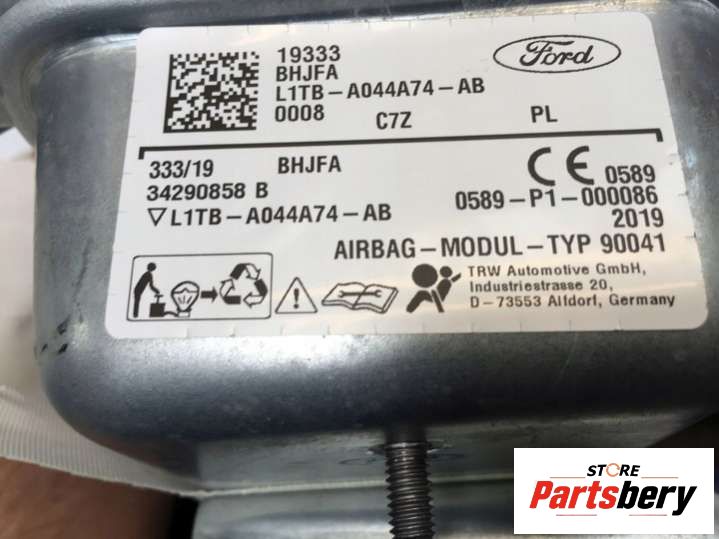 19333
BHJFA
L1TB-A044A74-AB
0008 C7Z PL
Ford
333/19 BHJFA
34290858 B
▽L1TB-A044A74-AB
CE 0589
0589-P1-000086
2019
AIRBAG-MODUL-TYP 90041
TRW Automotive GmbH,
Industriestrasse 20,
D-73553 Alfdorf, Germany
STORE
Partsbery